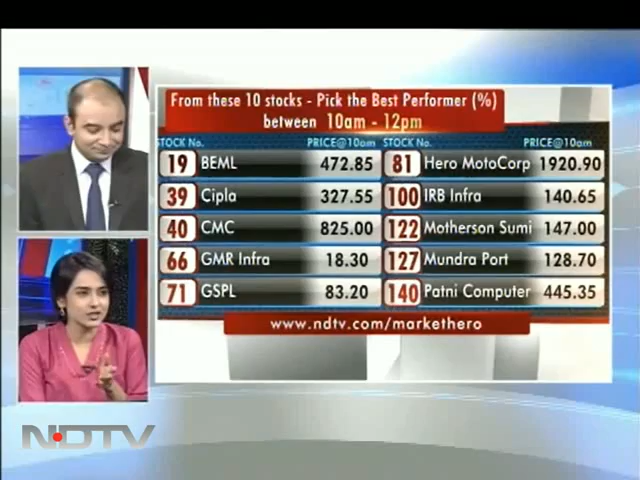 From these 10 stocks - Pick the Best Performer (%)
between 10am - 12pm
STOCK No. PRICE@10am STOCK No. PRICE@10am
19 BEML 472.85 81 Hero MotoCorp 1920.90
39 Cipla 327.55 100 IRB Infra 140.65
40 CMC 825.00 122 Motherson Sumi 147.00
66 GMR Infra 18.30 127 Mundra Port 128.70
71 GSPL 83.20 140 Patni Computer 445.35
www.ndtv.com/markethero
NDTV